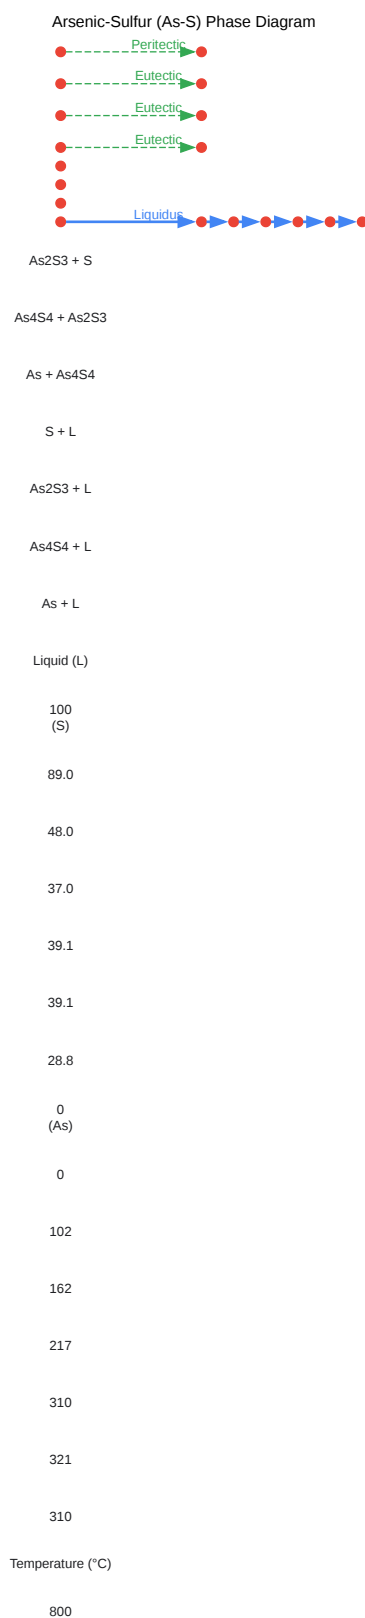 Arsenic-Sulfur (As-S) Phase Diagram
Peritectic
Eutectic
Eutectic
Eutectic
Liquidus
As2S3 + S
As4S4 + As2S3
As + As4S4
S + L
As2S3 + L
As4S4 + L
As + L
Liquid (L)
100
(S)
89.0
48.0
37.0
39.1
39.1
28.8
0
(As)
0
102
162
217
310
321
310
Temperature (°C)
800